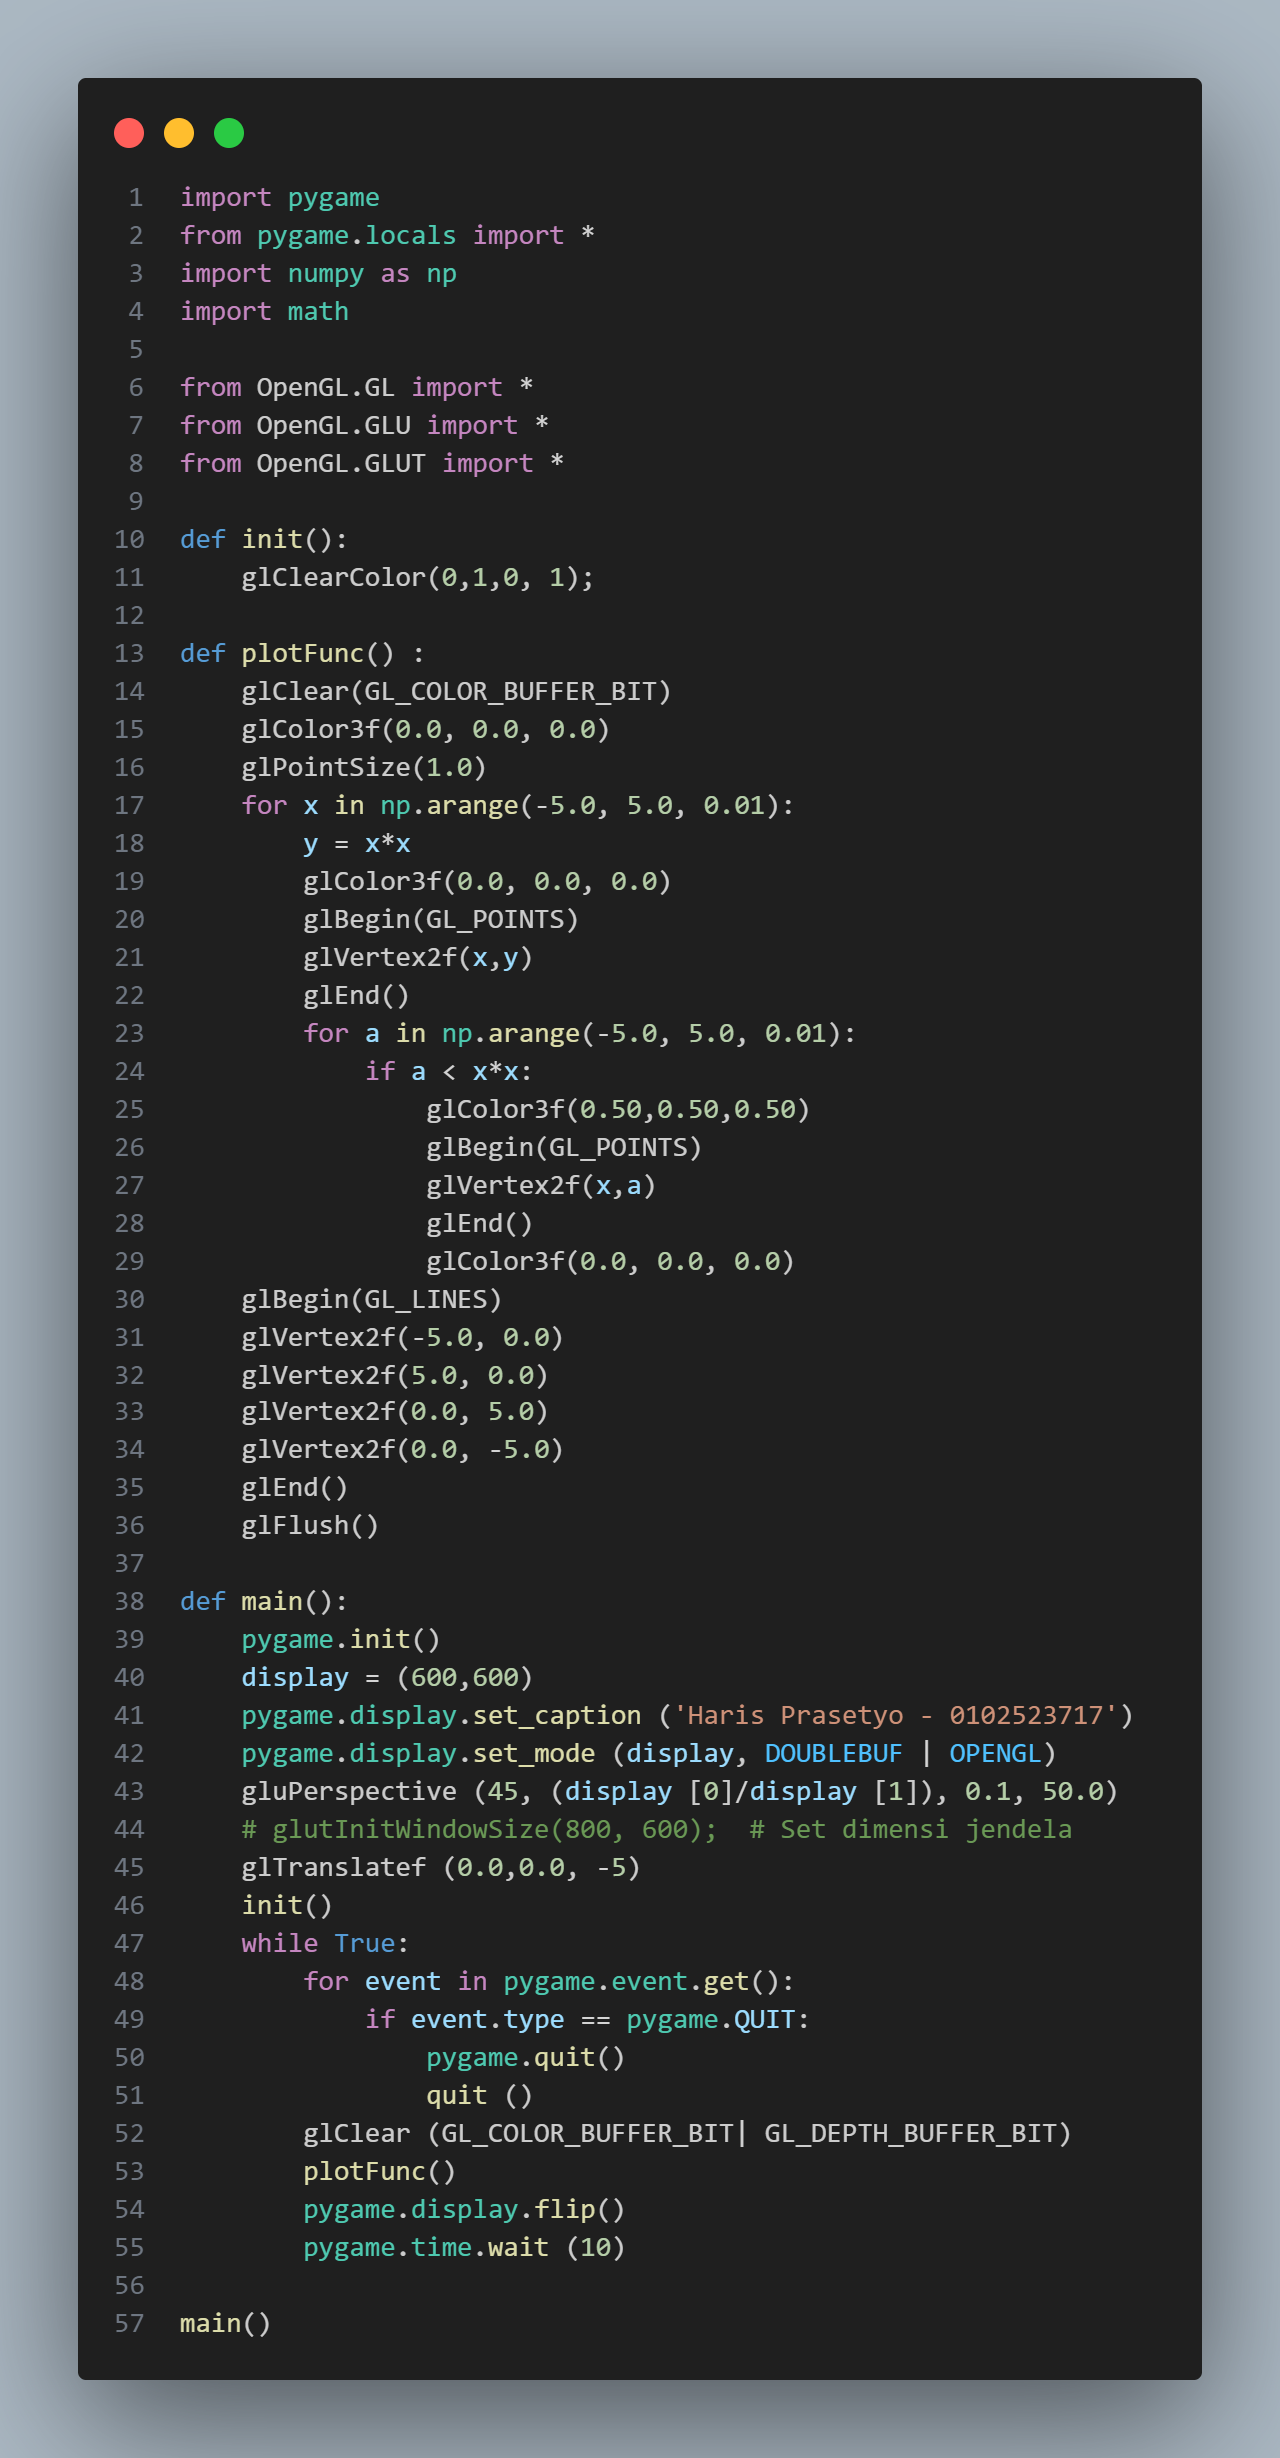 1 import pygame
2 from pygame.locals import *
3 import numpy as np
4 import math
5
6 from OpenGL.GL import *
7 from OpenGL.GLU import *
8 from OpenGL.GLUT import *
9
10 def init():
11     glClearColor(0,1,0, 1);
12
13 def plotFunc() :
14     glClear(GL_COLOR_BUFFER_BIT)
15     glColor3f(0.0, 0.0, 0.0)
16     glPointSize(1.0)
17     for x in np.arange(-5.0, 5.0, 0.01):
18         y = x*x
19         glColor3f(0.0, 0.0, 0.0)
20         glBegin(GL_POINTS)
21         glVertex2f(x,y)
22         glEnd()
23         for a in np.arange(-5.0, 5.0, 0.01):
24             if a < x*x:
25                 glColor3f(0.50,0.50,0.50)
26                 glBegin(GL_POINTS)
27                 glVertex2f(x,a)
28                 glEnd()
29                 glColor3f(0.0, 0.0, 0.0)
30     glBegin(GL_LINES)
31     glVertex2f(-5.0, 0.0)
32     glVertex2f(5.0, 0.0)
33     glVertex2f(0.0, 5.0)
34     glVertex2f(0.0, -5.0)
35     glEnd()
36     glFlush()
37
38 def main():
39     pygame.init()
40     display = (600,600)
41     pygame.display.set_caption ('Haris Prasetyo - 0102523717')
42     pygame.display.set_mode (display, DOUBLEBUF | OPENGL)
43     gluPerspective (45, (display [0]/display [1]), 0.1, 50.0)
44     # glutInitWindowSize(800, 600);  # Set dimensi jendela
45     glTranslatef (0.0,0.0, -5)
46     init()
47     while True:
48         for event in pygame.event.get():
49             if event.type == pygame.QUIT:
50                 pygame.quit()
51                 quit ()
52         glClear (GL_COLOR_BUFFER_BIT| GL_DEPTH_BUFFER_BIT)
53         plotFunc()
54         pygame.display.flip()
55         pygame.time.wait (10)
56
57 main()